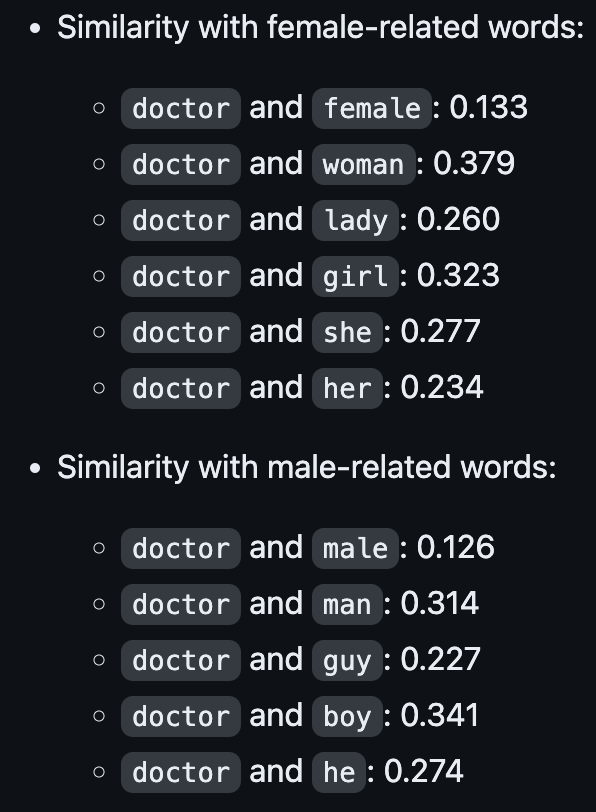 Similarity with female-related words:
doctor and female: 0.133
doctor and woman: 0.379
doctor and lady: 0.260
doctor and girl: 0.323
doctor and she: 0.277
doctor and her: 0.234
Similarity with male-related words:
doctor and male: 0.126
doctor and man: 0.314
doctor and guy: 0.227
doctor and boy: 0.341
doctor and he: 0.274